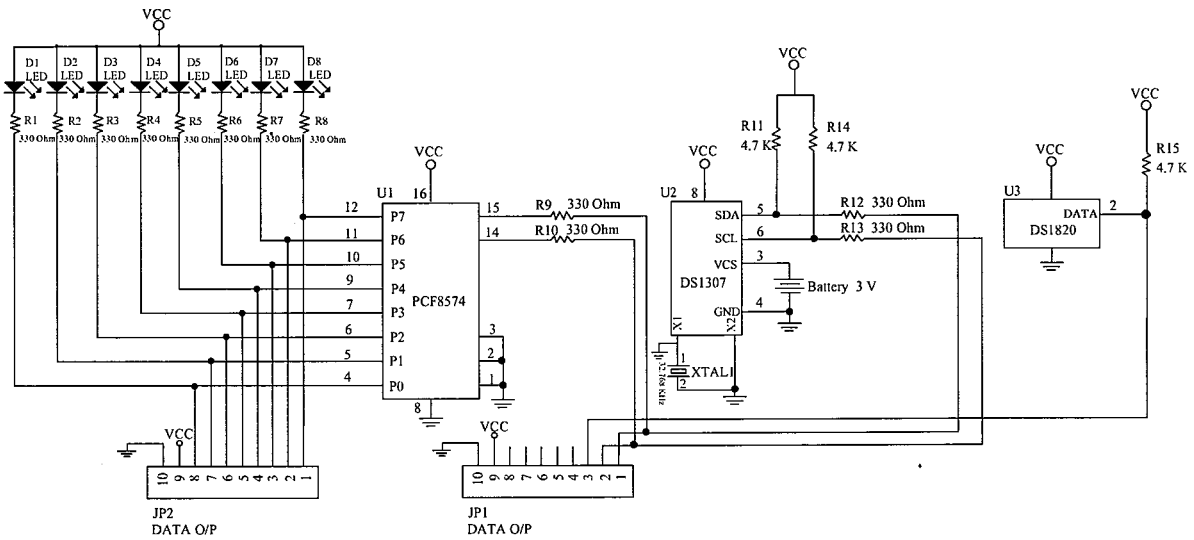 VCC
D1 LED
D2 LED
D3 LED
D4 LED
D5 LED
D6 LED
D7 LED
D8 LED
R1 330 Ohm
R2 330 Ohm
R3 330 Ohm
R4 330 Ohm
R5 330 Ohm
R6 330 Ohm
R7 330 Ohm
R8 330 Ohm
VCC
U1
16
12 P7
11 P6
10 P5
9 P4
7 P3
6 P2
5 P1
4 P0
PCF8574
15
14
3
2
1
8
R9 330 Ohm
R10 330 Ohm
VCC
R11
4.7 K
R14
4.7 K
VCC
U2
8
SDA 5
SCL 6
VCS 3
GND 4
DS1307
X1
X2
R12 330 Ohm
R13 330 Ohm
Battery 3 V
1
2
XTAL1
32.768 KHz
VCC
U3
DATA 2
DS1820
VCC
R15
4.7 K
VCC
10 9 8 7 6 5 4 3 2 1
JP2
DATA O/P
VCC
10 9 8 7 6 5 4 3 2 1
JP1
DATA O/P